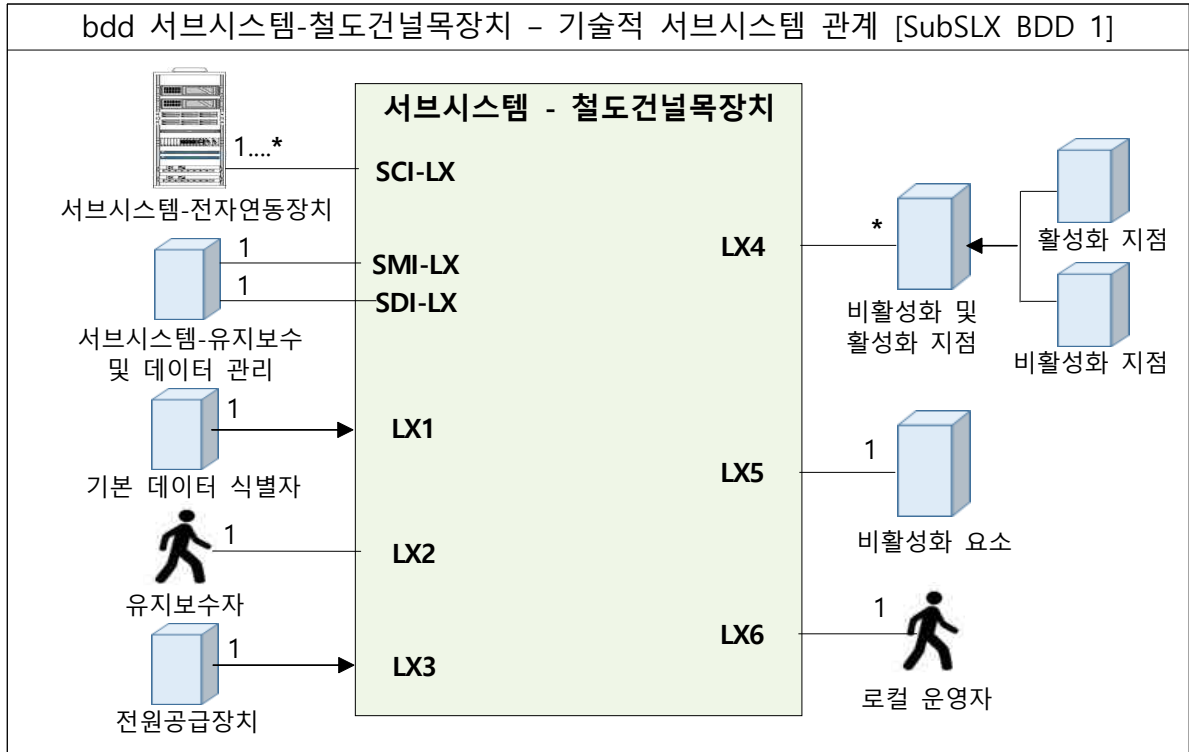 bdd 서브시스템-철도건널목장치 – 기술적 서브시스템 관계 [SubSLX BDD 1]
서브시스템 - 철도건널목장치
1....*
SCI-LX
서브시스템-전자연동장치
1
SMI-LX
1
SDI-LX
서브시스템-유지보수
및 데이터 관리
1
LX1
기본 데이터 식별자
1
LX2
유지보수자
1
LX3
전원공급장치
LX4
*
비활성화 및
활성화 지점
활성화 지점
비활성화 지점
LX5
1
비활성화 요소
LX6
1
로컬 운영자